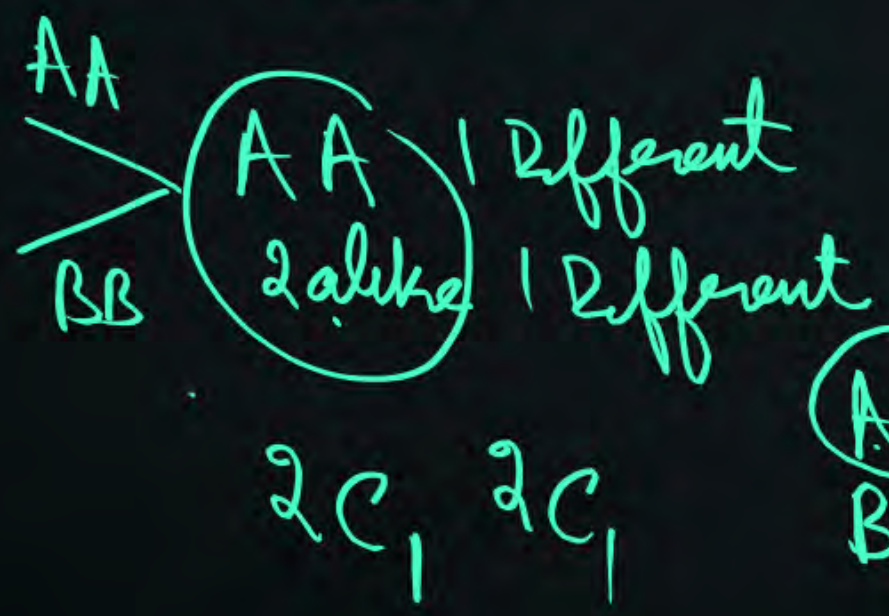 AA
AA 1 Different
BB 2 alike 1 Different
A
B
2C1 2C1